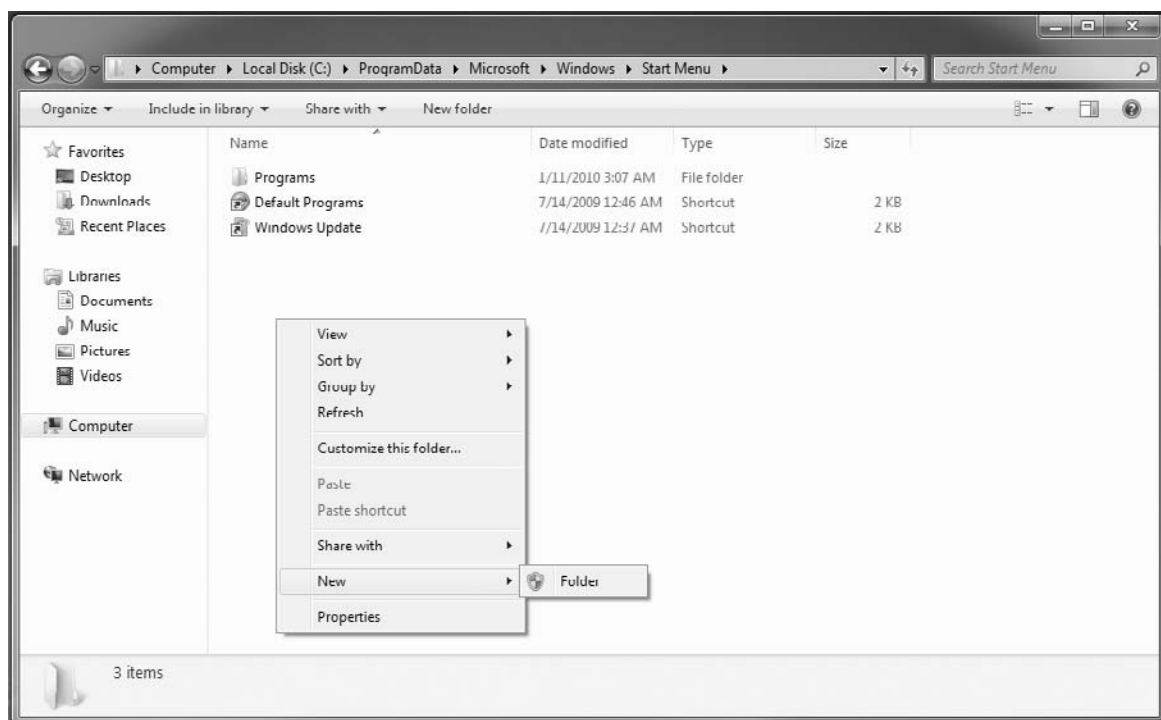 Computer Local Disk (C:) ProgramData Microsoft Windows Start Menu Search Start Menu
Organize Include in library Share with New folder
Favorites
Desktop
Downloads
Recent Places
Libraries
Documents
Music
Pictures
Videos
Computer
Network
Name Date modified Type Size
Programs 1/11/2010 3:07 AM File folder
Default Programs 7/14/2009 12:46 AM Shortcut 2 KB
Windows Update 7/14/2009 12:37 AM Shortcut 2 KB
View
Sort by
Group by
Refresh
Customize this folder...
Paste
Paste shortcut
Share with
New
Folder
Properties
3 items